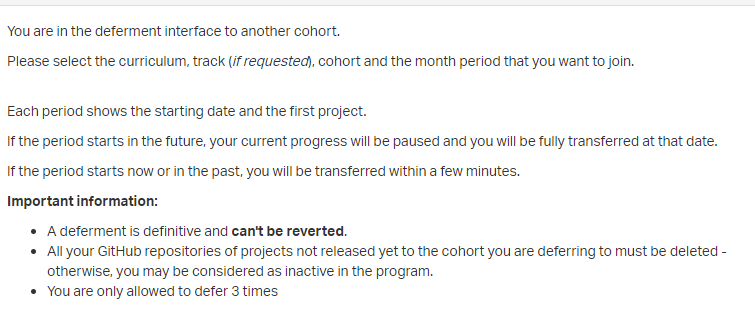 You are in the deferment interface to another cohort.
Please select the curriculum, track (if requested), cohort and the month period that you want to join.
Each period shows the starting date and the first project.
If the period starts in the future, your current progress will be paused and you will be fully transferred at that date.
If the period starts now or in the past, you will be transferred within a few minutes.
Important information:
• A deferment is definitive and can't be reverted.
• All your GitHub repositories of projects not released yet to the cohort you are deferring to must be deleted -
otherwise, you may be considered as inactive in the program.
• You are only allowed to defer 3 times